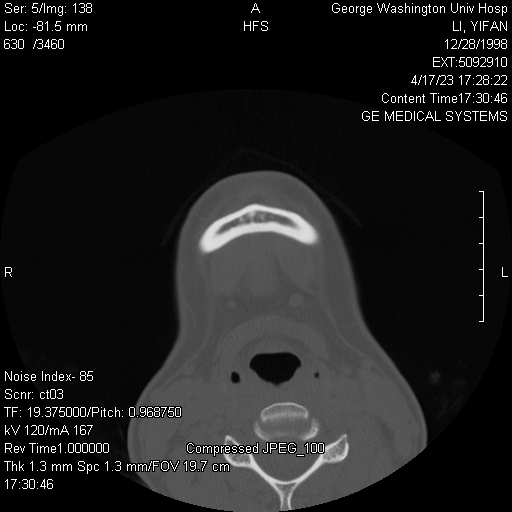 Ser: 5/Img: 138
Loc: -81.5 mm
630 /3460
A
HFS
George Washington Univ Hosp
LI, YIFAN
12/28/1998
EXT:5092910
4/17/23 17:28:22
Content Time17:30:46
GE MEDICAL SYSTEMS
R
L
Noise Index- 85
Scnr: ct03
TF: 19.375000/Pitch: 0.968750
kV 120/mA 167
Rev Time1.000000
Compressed JPEG_100
Thk 1.3 mm Spc 1.3 mm/FOV 19.7 cm
17:30:46